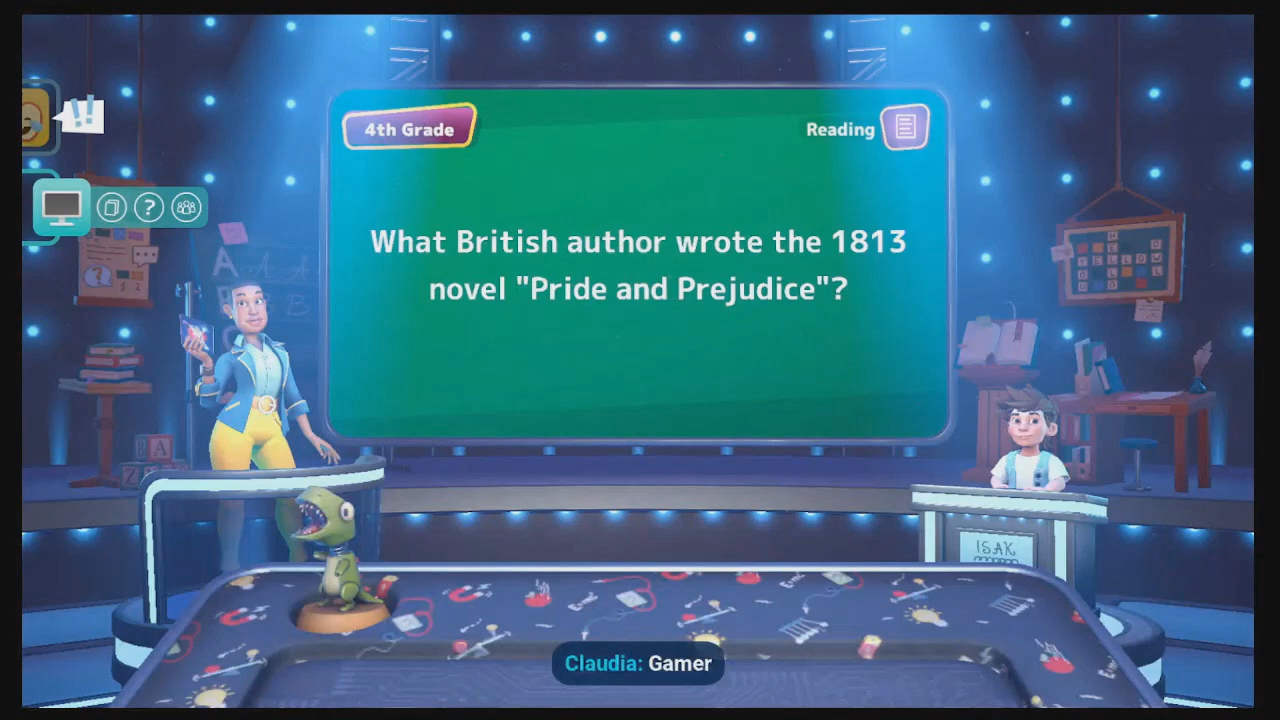 4th Grade
Reading
What British author wrote the 1813
novel "Pride and Prejudice"?
ISAK
Claudia: Gamer